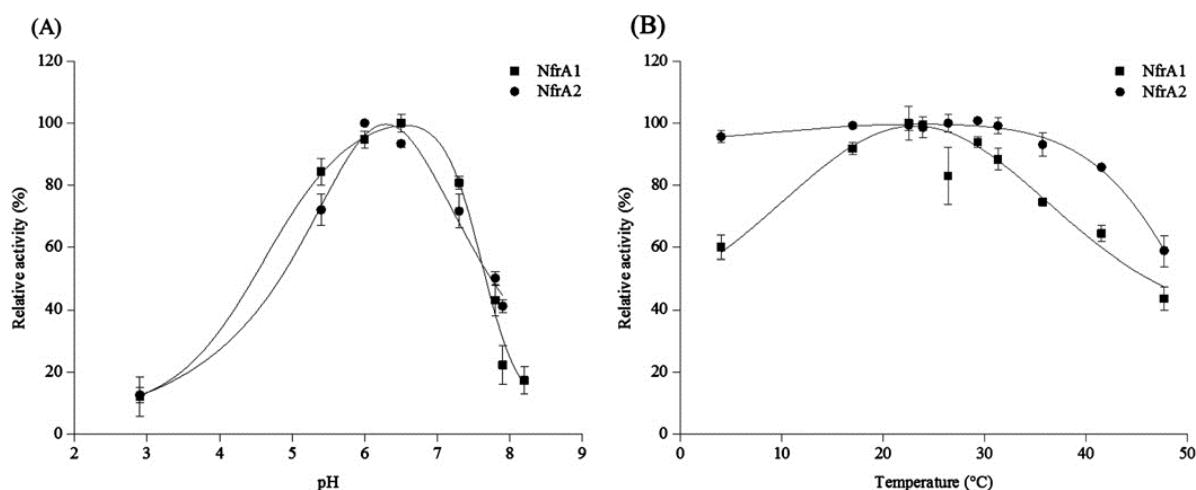 (A)
120
100
80
60
40
20
0
Relative activity (%)
2 3 4 5 6 7 8 9
pH
NfrA1
NfrA2
(B)
120
100
80
60
40
20
0
Relative activity (%)
0 10 20 30 40 50
Temperature (°C)
NfrA1
NfrA2